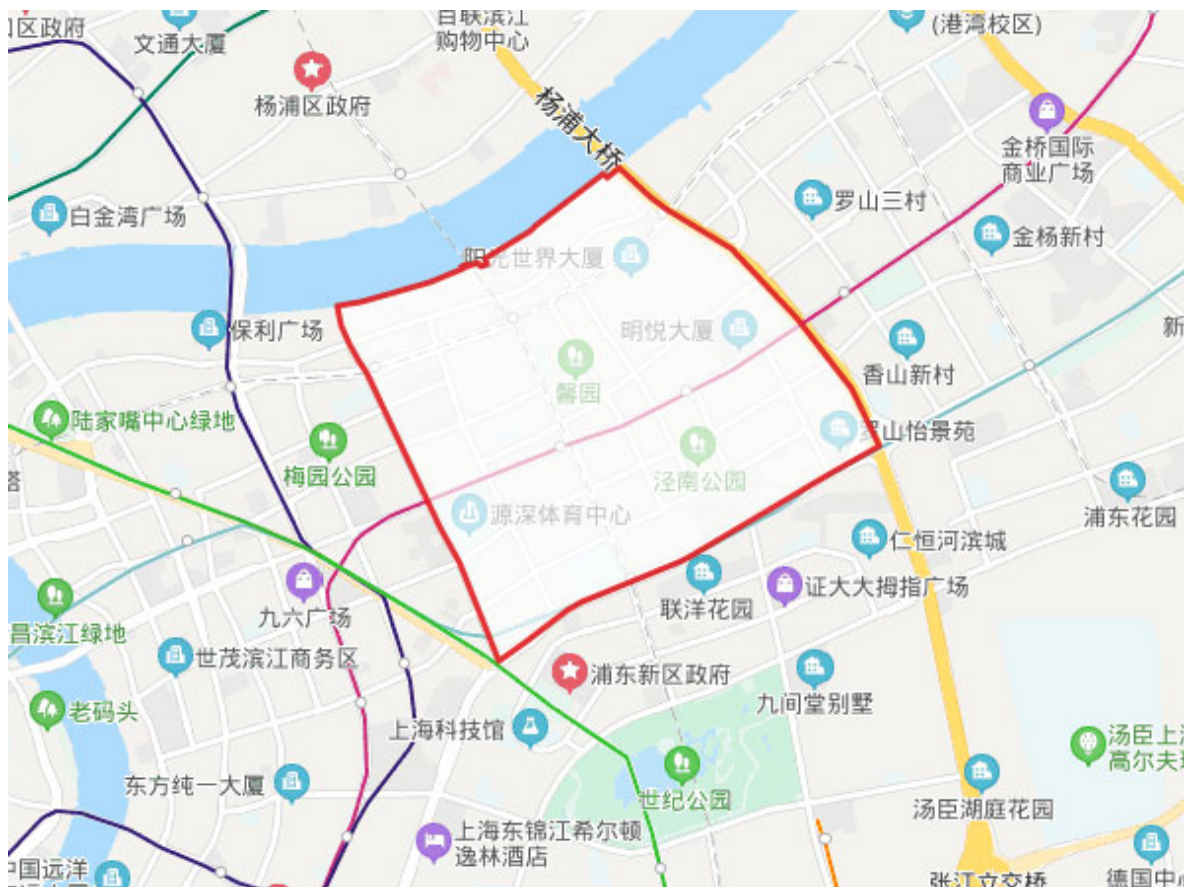 口区政府
文通大厦
百联滨江
购物中心
(港湾校区)
杨浦区政府
杨浦大桥
金桥国际
商业广场
白金湾广场
罗山三村
金杨新村
阳光世界大厦
保利广场
明悦大厦
新
馨园
香山新村
陆家嘴中心绿地
罗山怡景苑
梅园公园
泾南公园
塔
源深体育中心
浦东花园
仁恒河滨城
九六广场
联洋花园
证大大拇指广场
昌滨江绿地
世茂滨江商务区
浦东新区政府
九间堂别墅
老码头
上海科技馆
汤臣上海
高尔夫球
东方纯一大厦
世纪公园
汤臣湖庭花园
上海东锦江希尔顿
逸林酒店
中国远洋
张江立交桥
德国中心